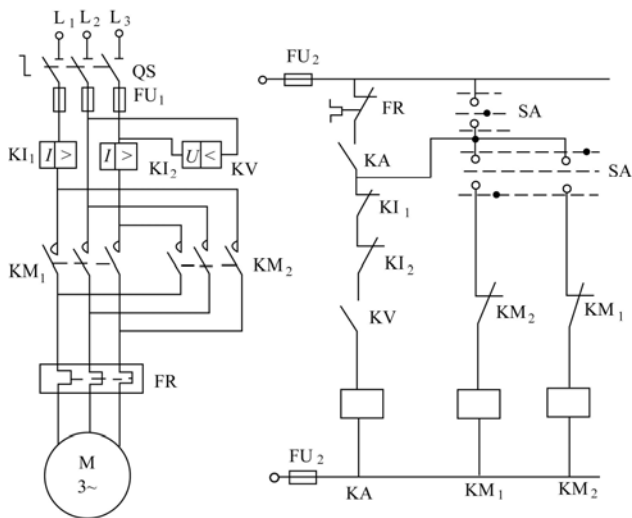 L1 L2 L3
QS
FU1
KI1
I >
I >
KI2
U <
KV
KM1
KM2
FR
M
3~
FU2
FR
SA
KA
SA
KI1
KI2
KV
KM2
KM1
FU2
KA
KM1
KM2